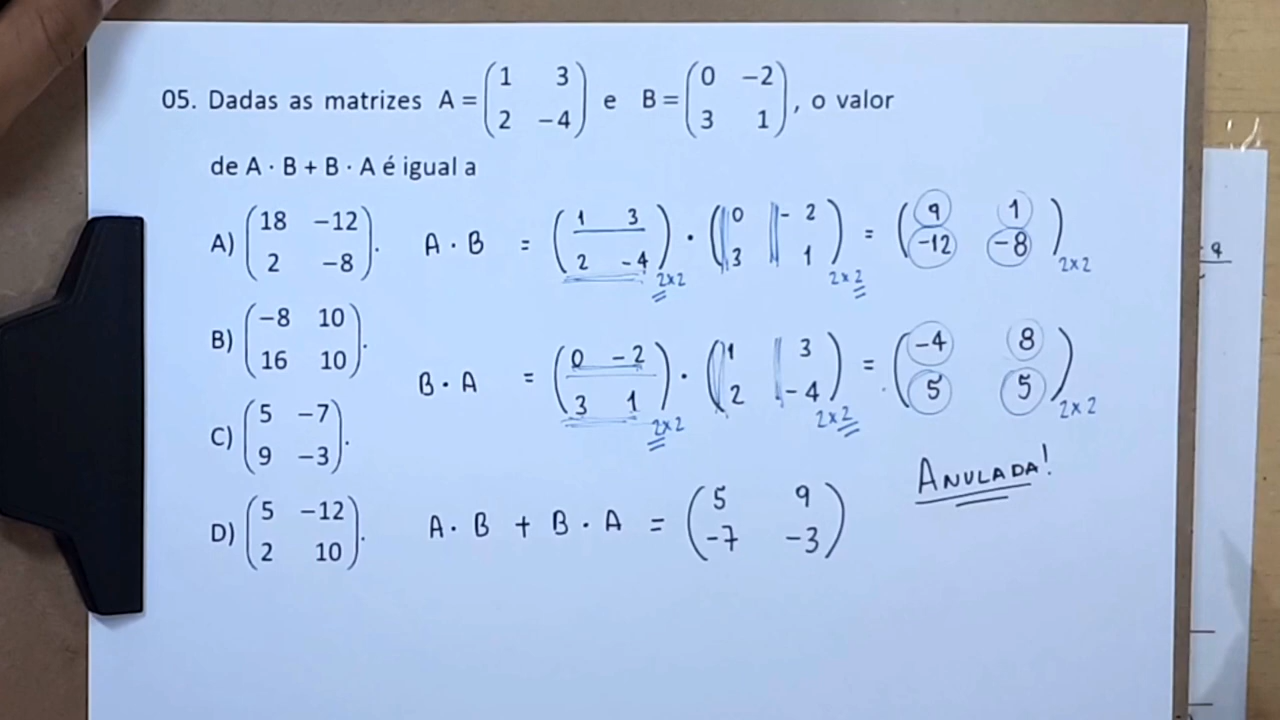 05. Dadas as matrizes A = (1 3 2 −4) e B = (0 −2 3 1), o valor
de A · B + B · A é igual a
A) (18 −12 2 −8).
B) (−8 10 16 10).
C) (5 −7 9 −3).
D) (5 −12 2 10).
A · B = (1 3 2 -4)2x2 · (0 -2 3 1)2x2 = (9 1 -12 -8)2x2
B · A = (0 -2 3 1)2x2 · (1 3 2 -4)2x2 = (-4 8 5 5)2x2
ANULADA!
A · B + B · A = (5 9 -7 -3)